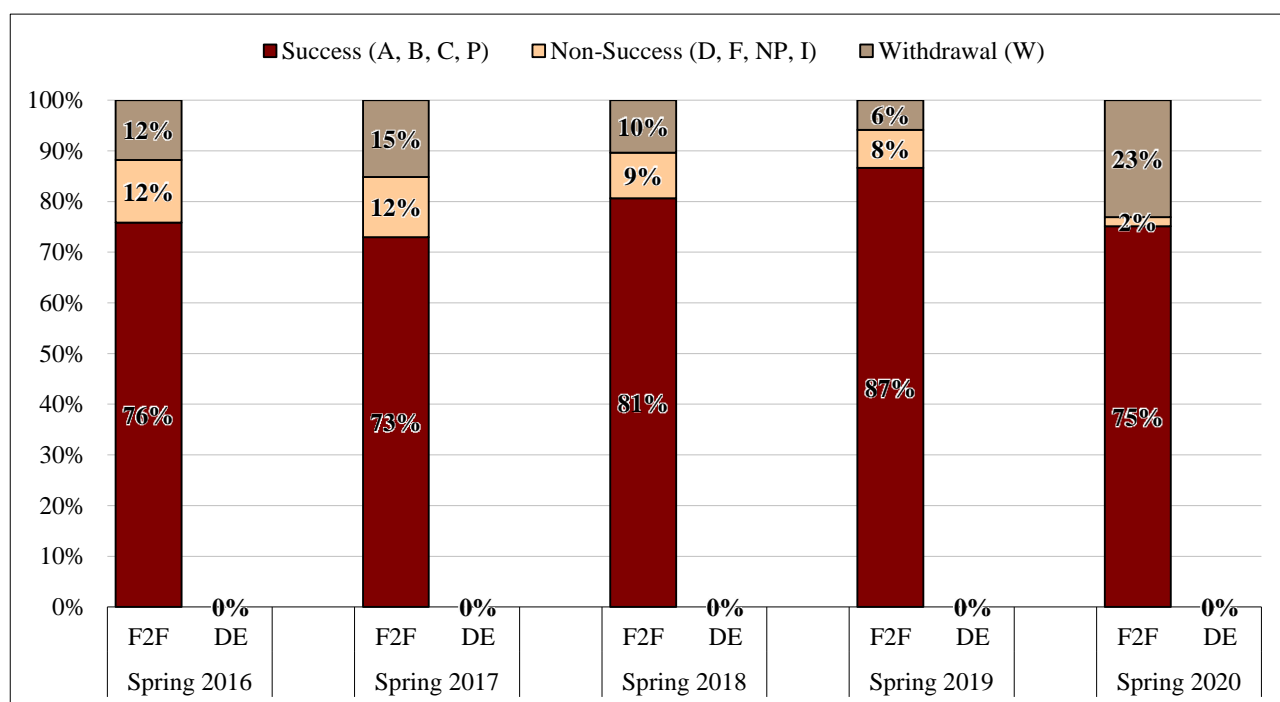 Success (A, B, C, P) Non-Success (D, F, NP, I) Withdrawal (W)
100%
90%
80%
70%
60%
50%
40%
30%
20%
10%
0%
12% 15% 10% 6% 23%
12% 12% 9% 8% 2%
76% 73% 81% 87% 75%
0% 0% 0% 0% 0%
F2F DE F2F DE F2F DE F2F DE F2F DE
Spring 2016 Spring 2017 Spring 2018 Spring 2019 Spring 2020